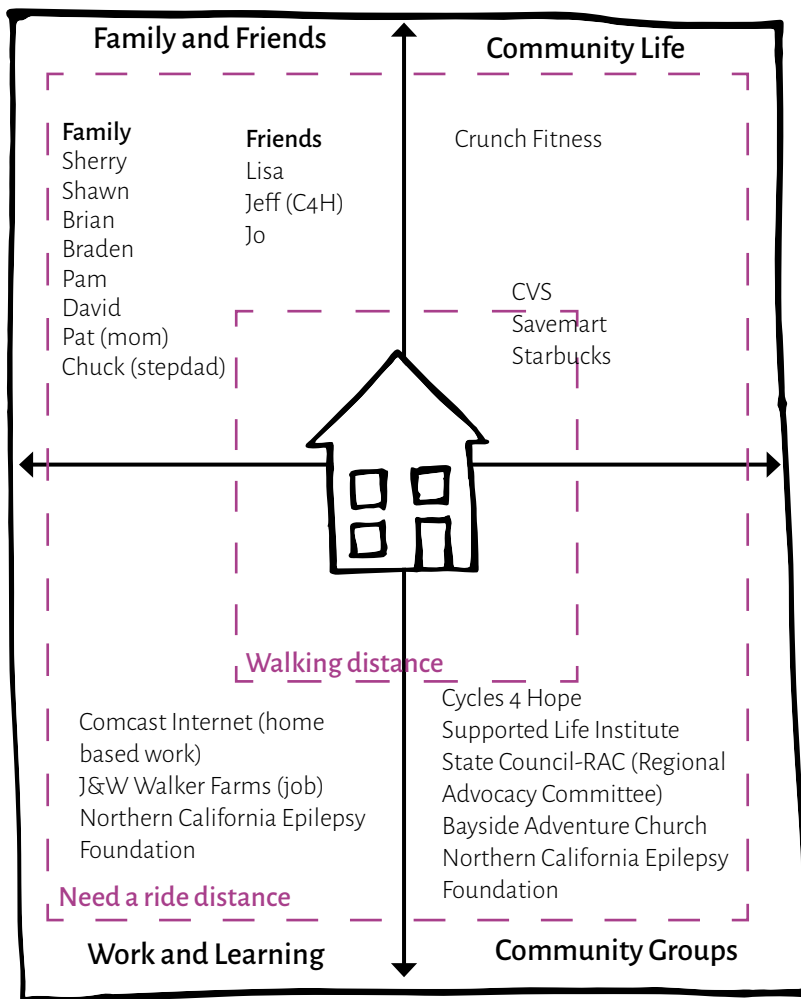 Family and Friends
Community Life
Family
Sherry
Shawn
Brian
Braden
Pam
David
Pat (mom)
Chuck (stepdad)
Friends
Lisa
Jeff (C4H)
Jo
Crunch Fitness
CVS
Savemart
Starbucks
Walking distance
Comcast Internet (home
based work)
J&W Walker Farms (job)
Northern California Epilepsy
Foundation
Need a ride distance
Cycles 4 Hope
Supported Life Institute
State Council-RAC (Regional
Advocacy Committee)
Bayside Adventure Church
Northern California Epilepsy
Foundation
Work and Learning
Community Groups